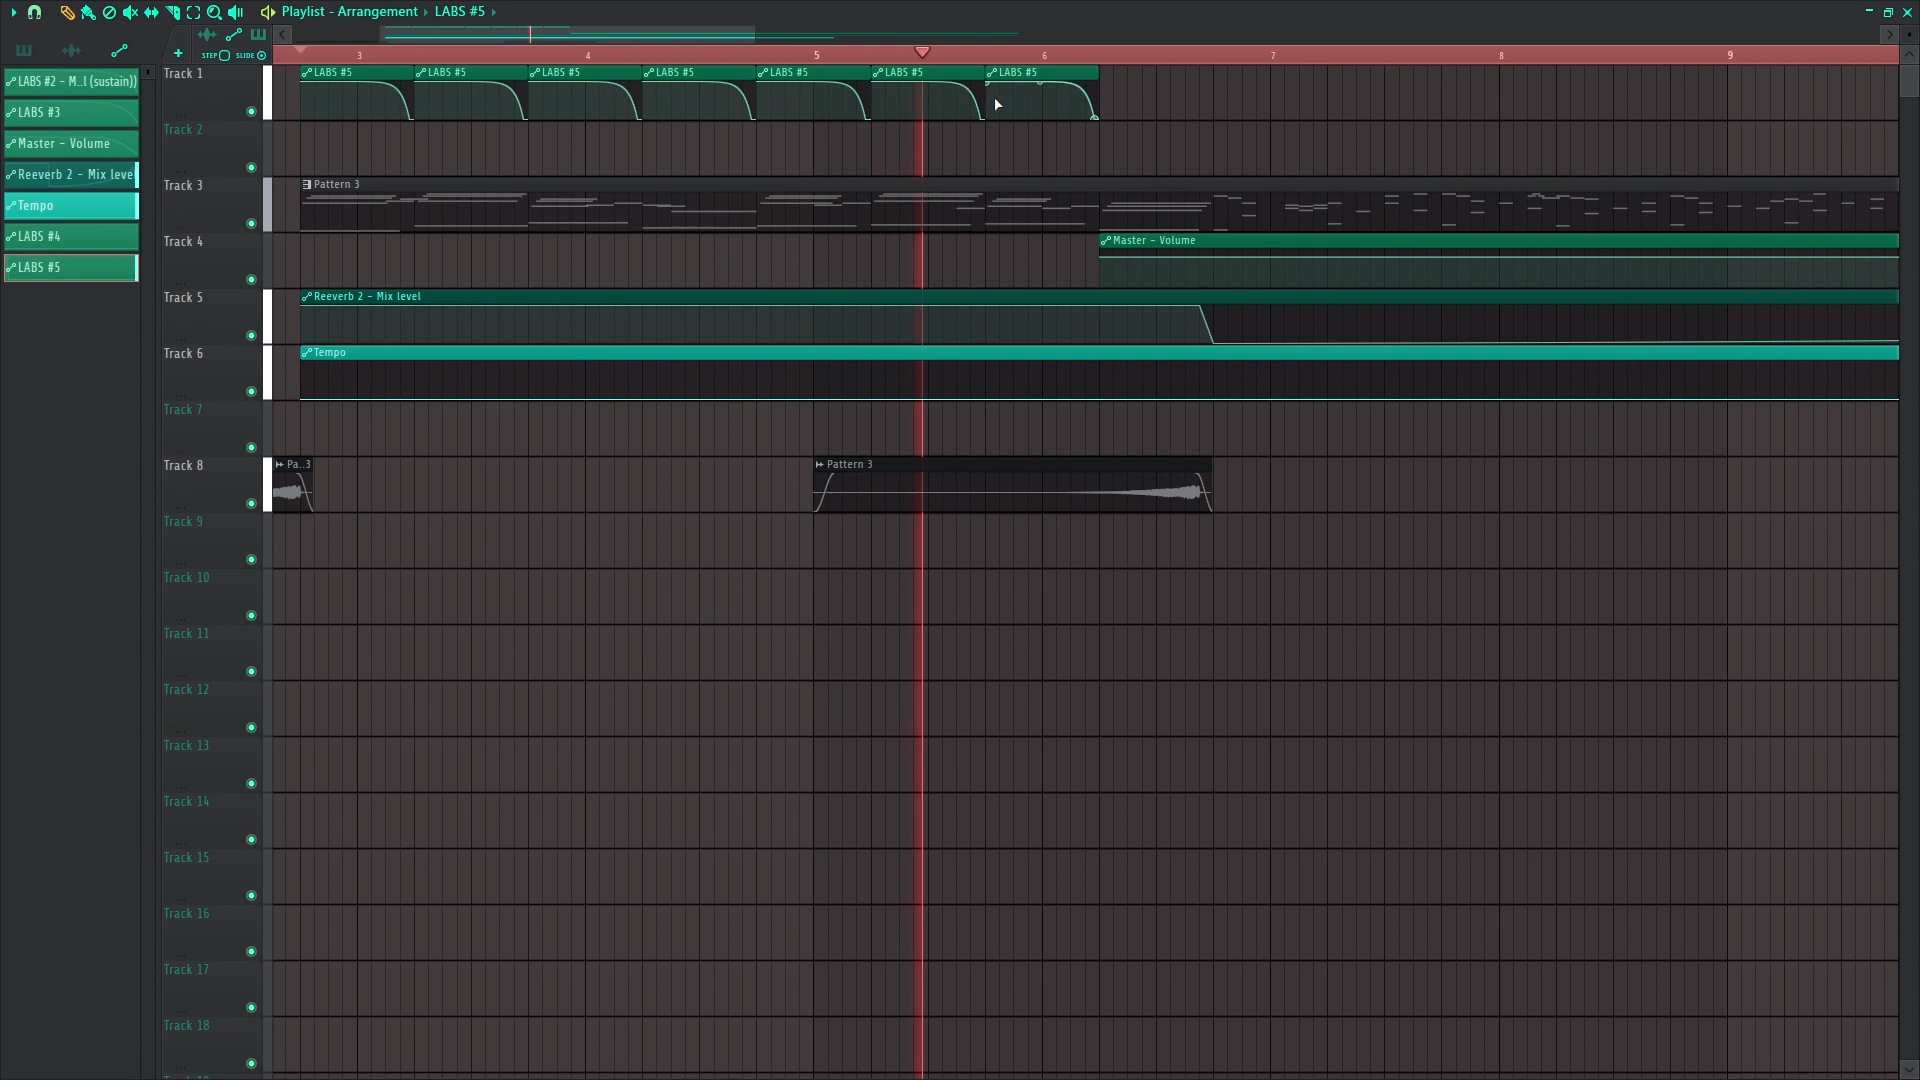 Playlist - Arrangement › LABS #5 ›
STEP SLIDE
3 4 5 6 7 8 9
LABS #2 - M..l (sustain))
LABS #3
Master - Volume
Reeverb 2 - Mix leve
Tempo
LABS #4
LABS #5
Track 1
LABS #5 LABS #5 LABS #5 LABS #5 LABS #5 LABS #5 LABS #5
Track 2
Track 3
Pattern 3
Track 4
Master - Volume
Track 5
Reeverb 2 - Mix level
Track 6
Tempo
Track 7
Track 8
Pa..3 Pattern 3
Track 9
Track 10
Track 11
Track 12
Track 13
Track 14
Track 15
Track 16
Track 17
Track 18